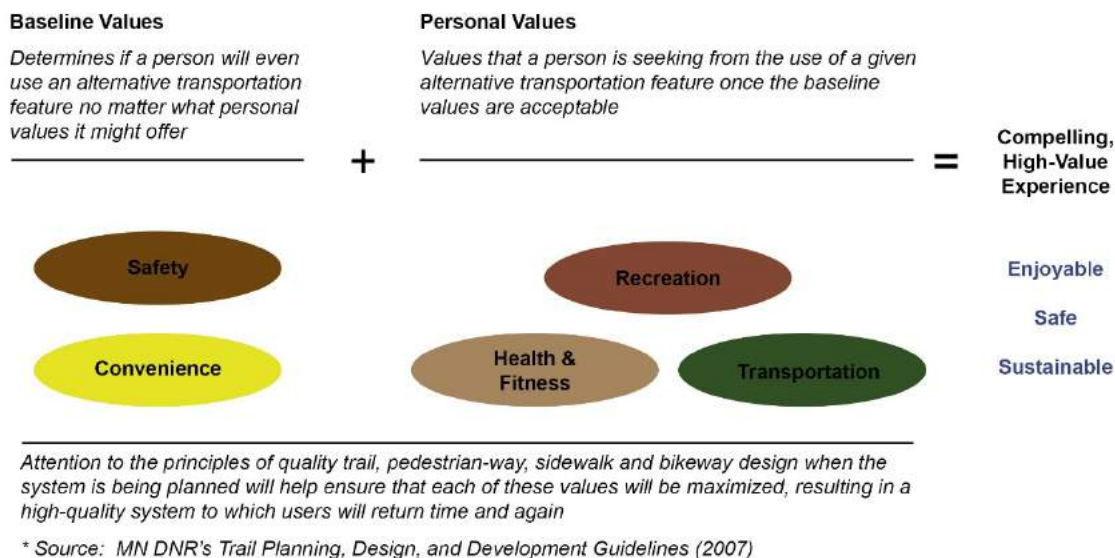 Baseline Values
Determines if a person will even
use an alternative transportation
feature no matter what personal
values it might offer
+
Personal Values
Values that a person is seeking from the use of a given
alternative transportation feature once the baseline
values are acceptable
=
Compelling,
High-Value
Experience
Safety
Convenience
Recreation
Health &
Fitness
Transportation
Enjoyable
Safe
Sustainable
Attention to the principles of quality trail, pedestrian-way, sidewalk and bikeway design when the
system is being planned will help ensure that each of these values will be maximized, resulting in a
high-quality system to which users will return time and again
* Source: MN DNR's Trail Planning, Design, and Development Guidelines (2007)